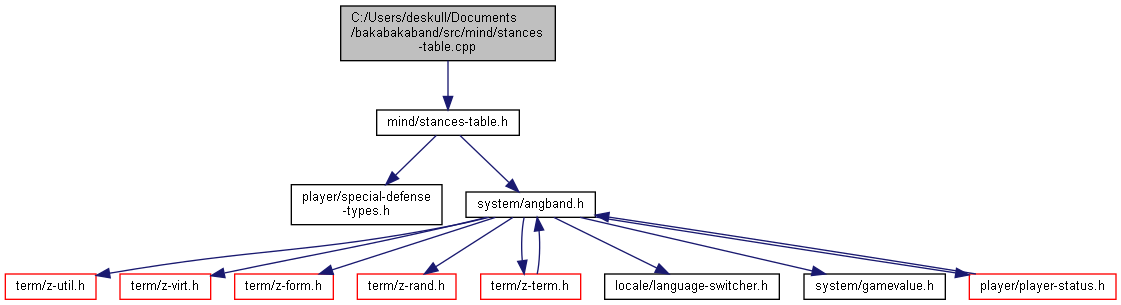 C:/Users/deskull/Documents
/bakabakaband/src/mind/stances
-table.cpp
mind/stances-table.h
player/special-defense
-types.h
system/angband.h
term/z-util.h
term/z-virt.h
term/z-form.h
term/z-rand.h
term/z-term.h
locale/language-switcher.h
system/gamevalue.h
player/player-status.h